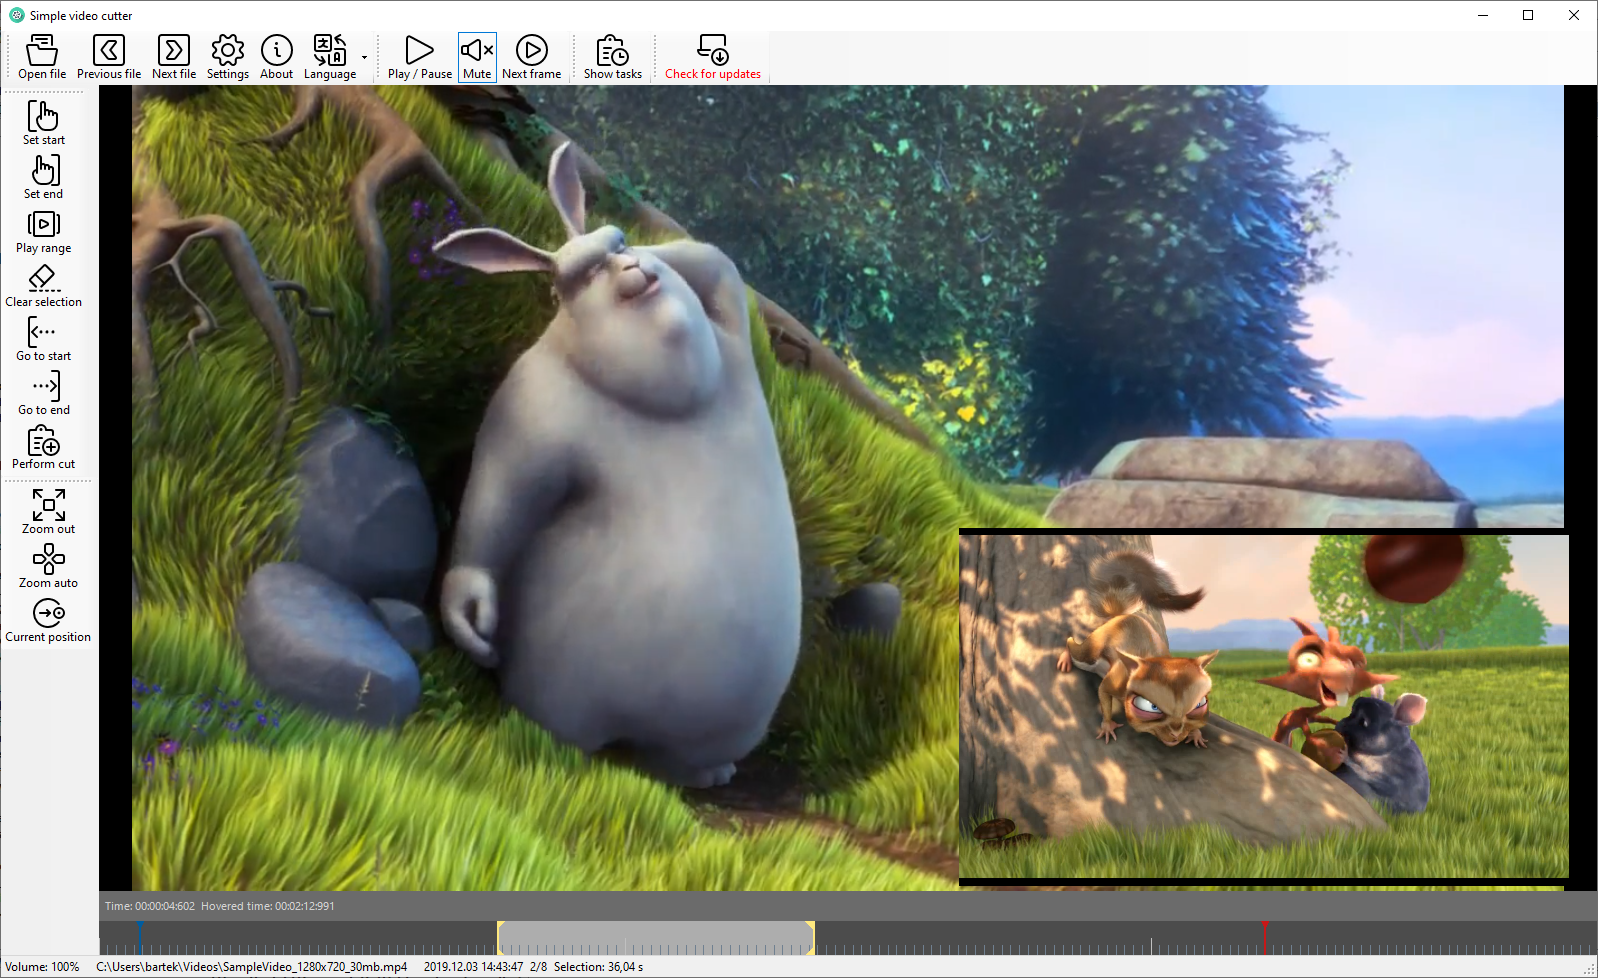 Simple video cutter
Open file
Previous file
Next file
Settings
About
Language
Play / Pause
Mute
Next frame
Show tasks
Check for updates
Set start
Set end
Play range
Clear selection
Go to start
Go to end
Perform cut
Zoom out
Zoom auto
Current position
Time: 00:00:04:602 Hovered time: 00:02:12:991
Volume: 100% C:\Users\bartek\Videos\SampleVideo_1280x720_30mb.mp4 2019.12.03 14:43:47 2/8 Selection: 36,04 s